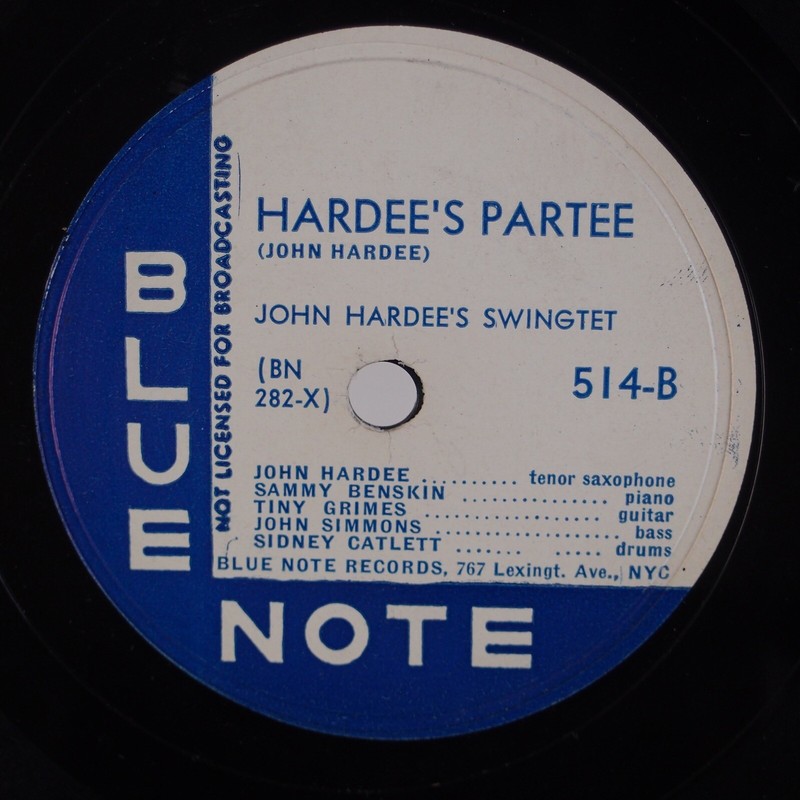 HARDEE'S PARTEE
(JOHN HARDEE)
JOHN HARDEE'S SWINGTET
(BN
282-X)
514-B
JOHN HARDEE .......... tenor saxophone
SAMMY BENSKIN ............... piano
TINY GRIMES .................. guitar
JOHN SIMMONS ................... bass
SIDNEY CATLETT ....... ..... drums
BLUE NOTE RECORDS, 767 Lexingt. Ave., NYC
NOT LICENSED FOR BROADCASTING
BLUE
NOTE